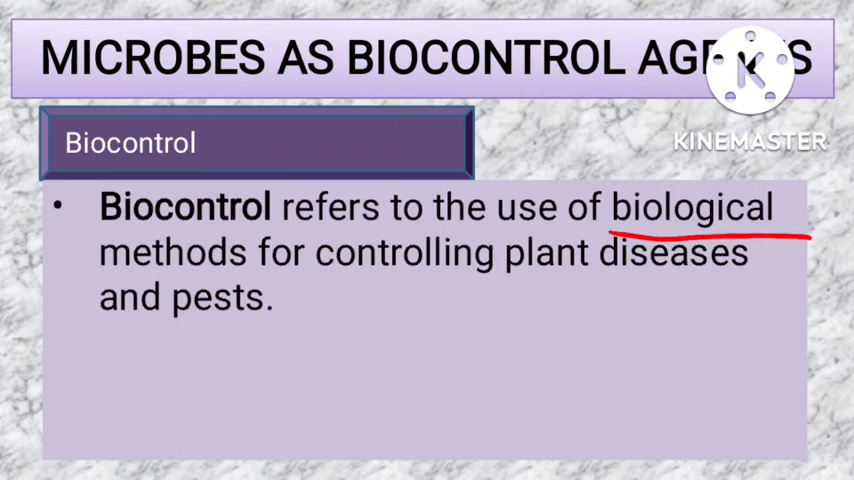 MICROBES AS BIOCONTROL
KINEMASTER
Biocontrol
• Biocontrol refers to the use of biological
methods for controlling plant diseases
and pests.